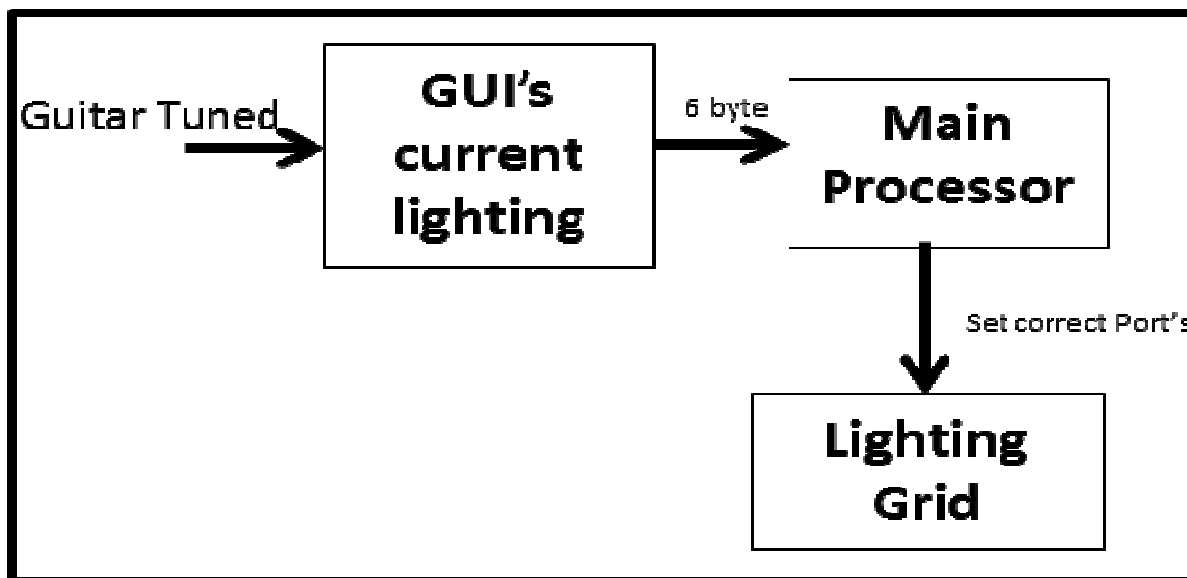 Guitar Tuned
GUI's
current
lighting
6 byte
Main
Processor
Set correct Port's
Lighting
Grid